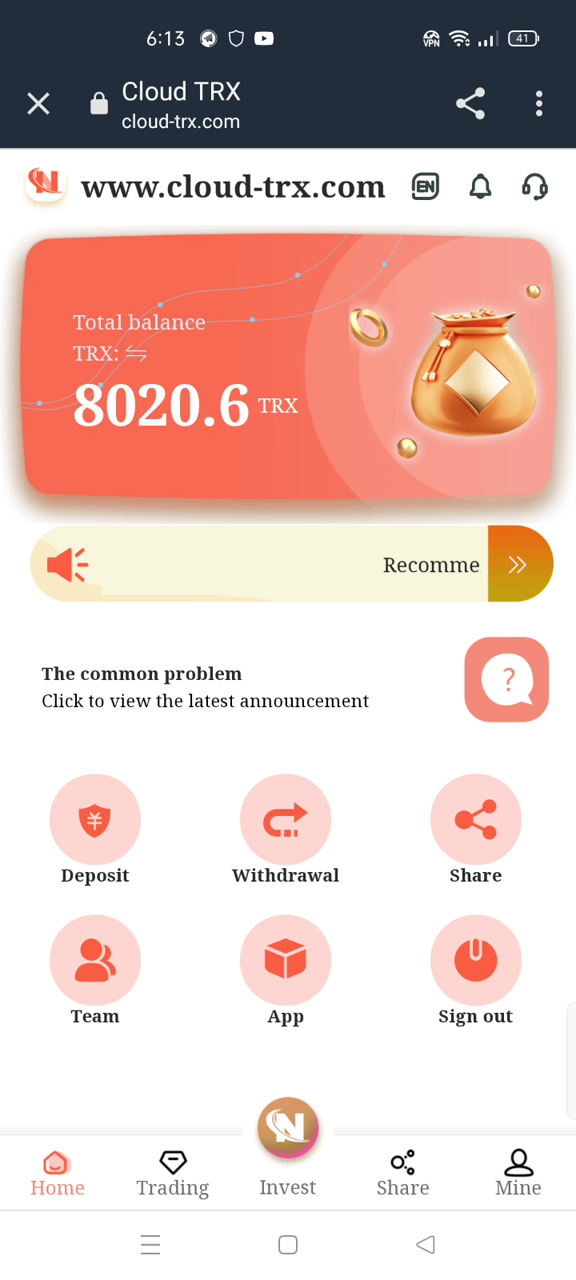 6:13
VPN
41
Cloud TRX
cloud-trx.com
www.cloud-trx.com
EN
Total balance
TRX:
8020.6 TRX
Recomme
The common problem
Click to view the latest announcement
?
¥
Deposit Withdrawal Share
Team App Sign out
N
Home Trading Invest Share Mine